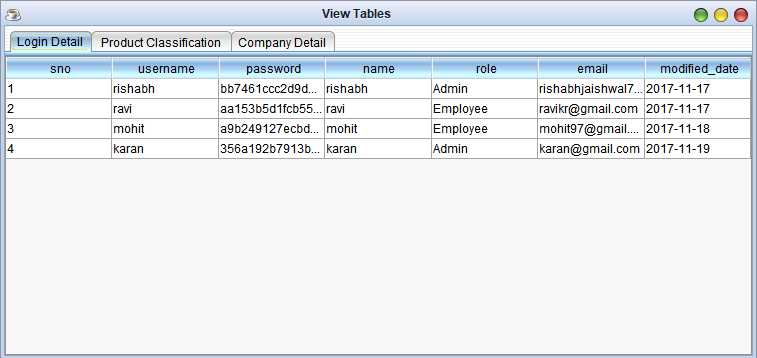 View Tables
Login Detail Product Classification Company Detail
sno username password name role email modified_date
1 rishabh bb7461ccc2d9d... rishabh Admin rishabhjaishwal7... 2017-11-17
2 ravi aa153b5d1fcb55... ravi Employee ravikr@gmail.com 2017-11-17
3 mohit a9b249127ecbd... mohit Employee mohit97@gmail.... 2017-11-18
4 karan 356a192b7913b... karan Admin karan@gmail.com 2017-11-19